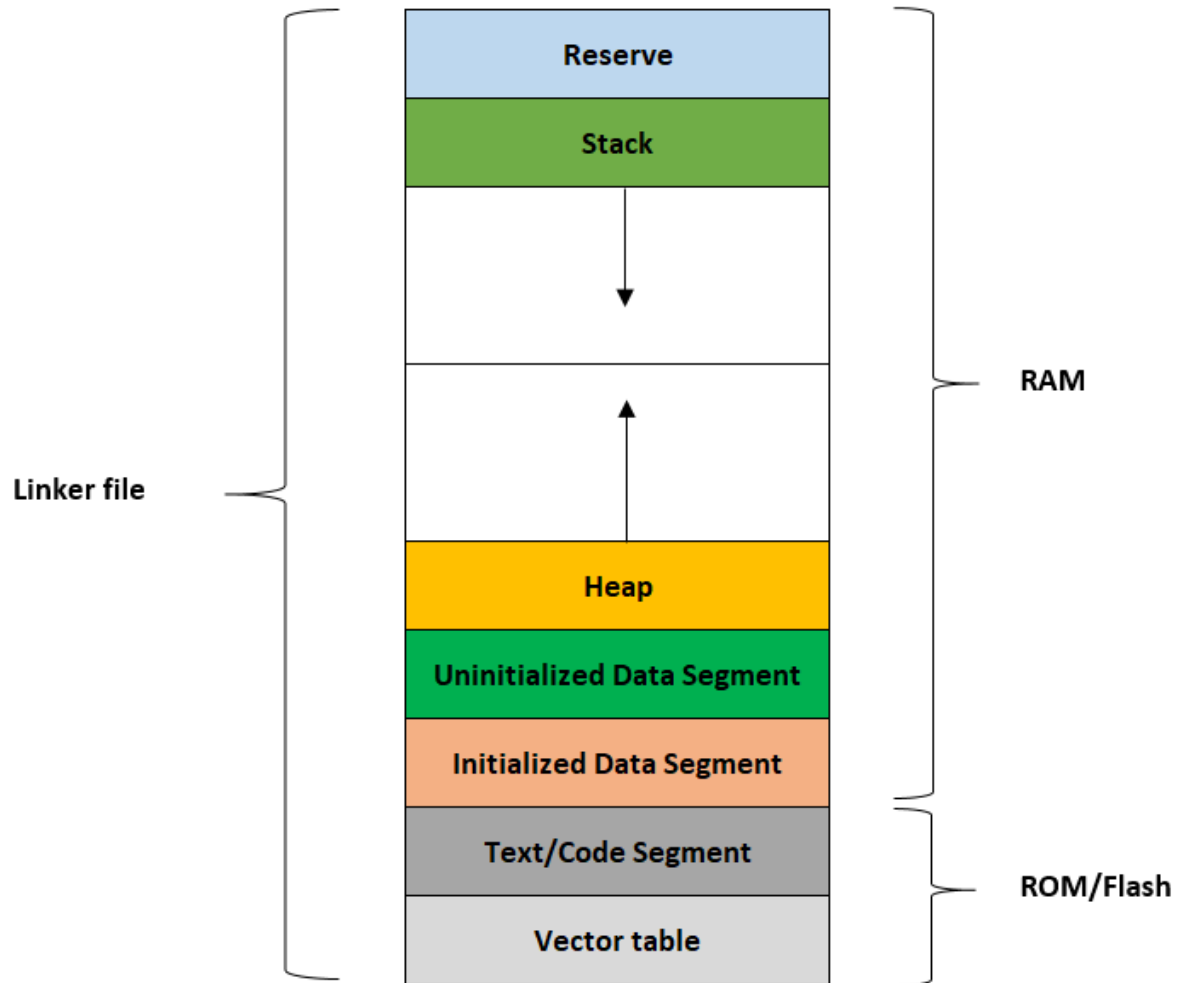 Reserve
Stack
RAM
Linker file
Heap
Uninitialized Data Segment
Initialized Data Segment
Text/Code Segment
ROM/Flash
Vector table